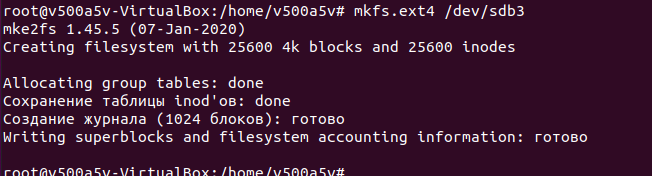 root@v500a5v-VirtualBox:/home/v500a5v# mkfs.ext4 /dev/sdb3
mke2fs 1.45.5 (07-Jan-2020)
Creating filesystem with 25600 4k blocks and 25600 inodes
Allocating group tables: done
Сохранение таблицы inod'ов: done
Создание журнала (1024 блоков): готово
Writing superblocks and filesystem accounting information: готово
root@v500a5v-VirtualBox:/home/v500a5v#